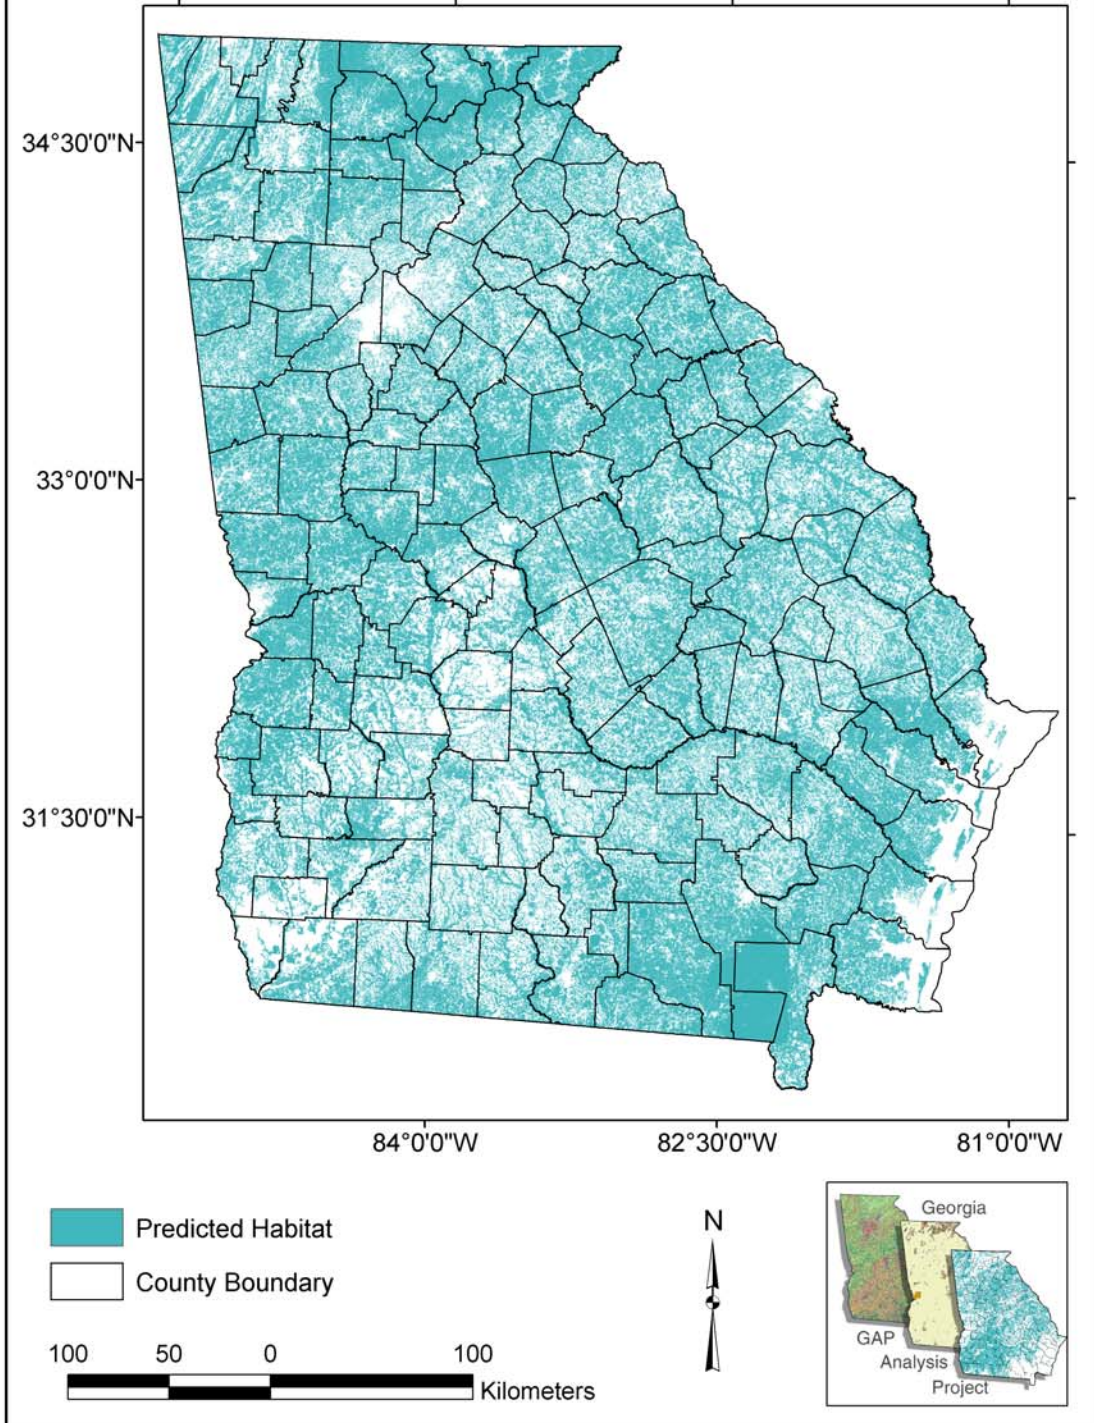 34°30'0"N
33°0'0"N
31°30'0"N
84°0'0"W 82°30'0"W 81°0'0"W
Predicted Habitat
County Boundary
100 50 0 100
Kilometers
N
Georgia
GAP
Analysis
Project